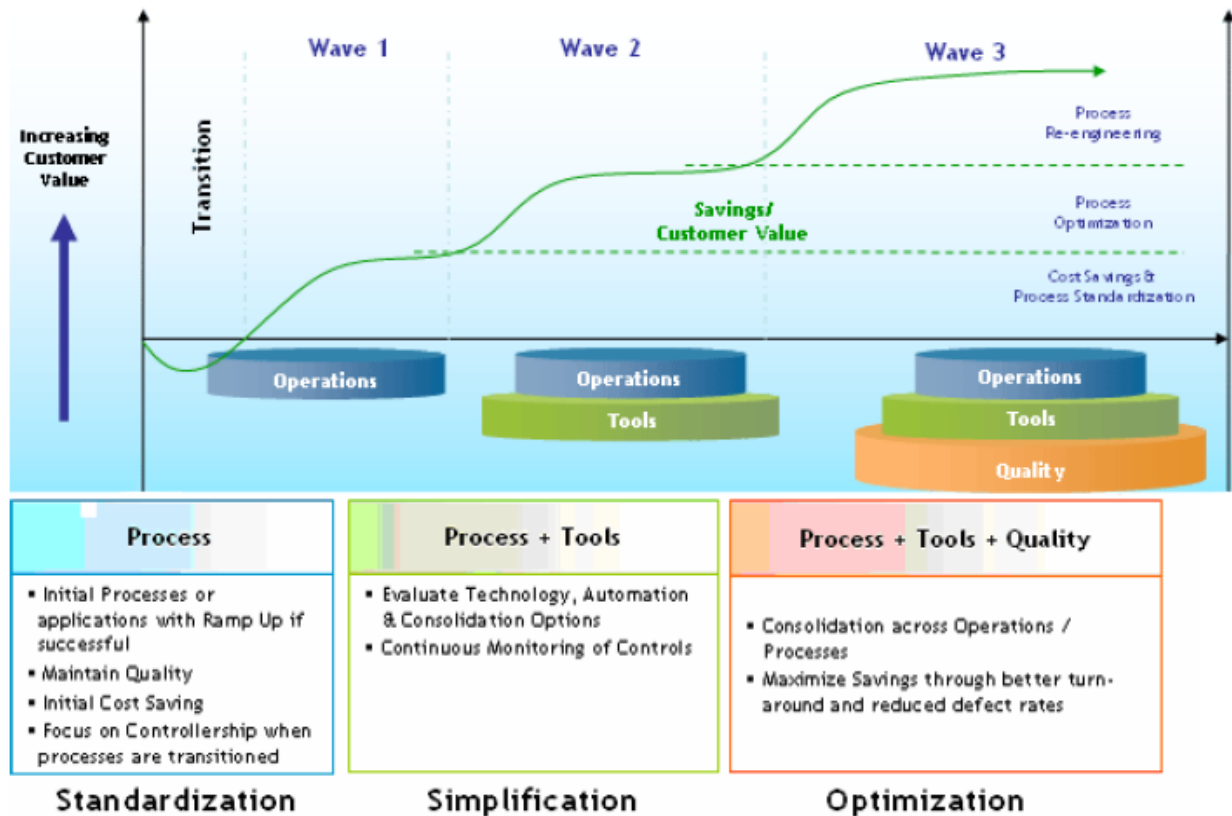 Wave 1
Wave 2
Wave 3
Increasing
Customer
Value
Transition
Process
Re-engineering
Savings/
Customer Value
Process
Optimization
Cost Savings &
Process Standardization
Operations
Operations
Tools
Operations
Tools
Quality
Process
▪ Initial Processes or
applications with Ramp Up if
successful
▪ Maintain Quality
▪ Initial Cost Saving
▪ Focus on Controllership when
processes are transitioned
Standardization
Process + Tools
▪ Evaluate Technology, Automation
& Consolidation Options
▪ Continuous Monitoring of Controls
Simplification
Process + Tools + Quality
▪ Consolidation across Operations /
Processes
▪ Maximize Savings through better turn-
around and reduced defect rates
Optimization